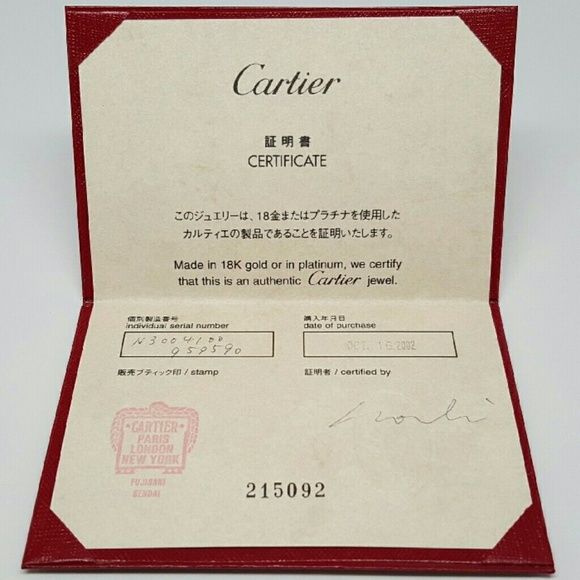 Cartier
証明書
CERTIFICATE
このジュエリーは、18金またはプラチナを使用した
カルティエの製品であることを証明いたします。
Made in 18K gold or in platinum, we certify
that this is an authentic Cartier jewel.
個別製造番号
individual serial number
N3004100
959590
購入年月日
date of purchase
OCT. 16.2002
販売ブティック印 / stamp
証明者 / certified by
CARTIER
PARIS
LONDON
NEW YORK
FUJISAKI
SENDAI
215092